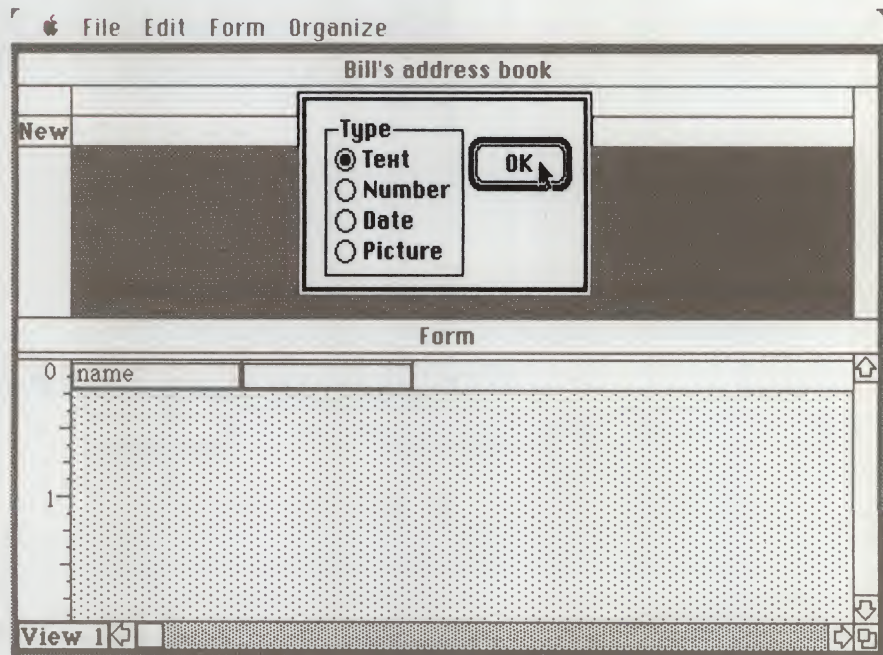 File Edit Form Organize
Bill's address book
New
Type
Text
Number
Date
Picture
OK
Form
0
name
1
View 1